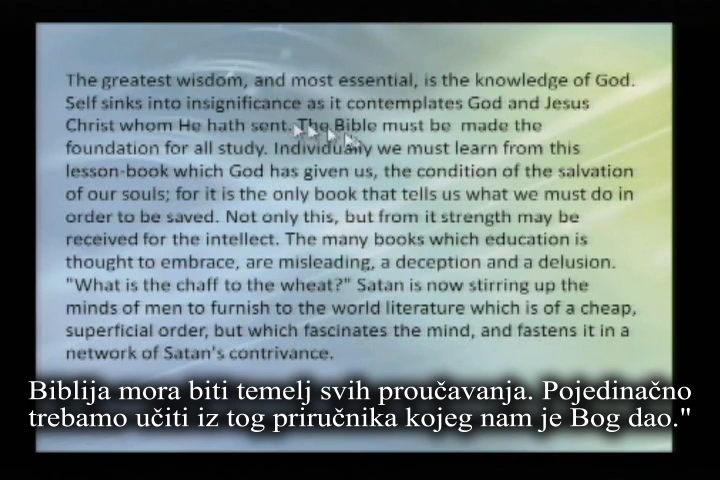 The greatest wisdom, and most essential, is the knowledge of God.
Self sinks into insignificance as it contemplates God and Jesus
Christ whom He hath sent. The Bible must be made the
foundation for all study. Individually we must learn from this
lesson-book which God has given us, the condition of the salvation
of our souls; for it is the only book that tells us what we must do in
order to be saved. Not only this, but from it strength may be
received for the intellect. The many books which education is
thought to embrace, are misleading, a deception and a delusion.
"What is the chaff to the wheat?" Satan is now stirring up the
minds of men to furnish to the world literature which is of a cheap,
superficial order, but which fascinates the mind, and fastens it in a
network of Satan's contrivance.
Biblija mora biti temelj svih proučavanja. Pojedinačno
trebamo učiti iz tog priručnika kojeg nam je Bog dao."